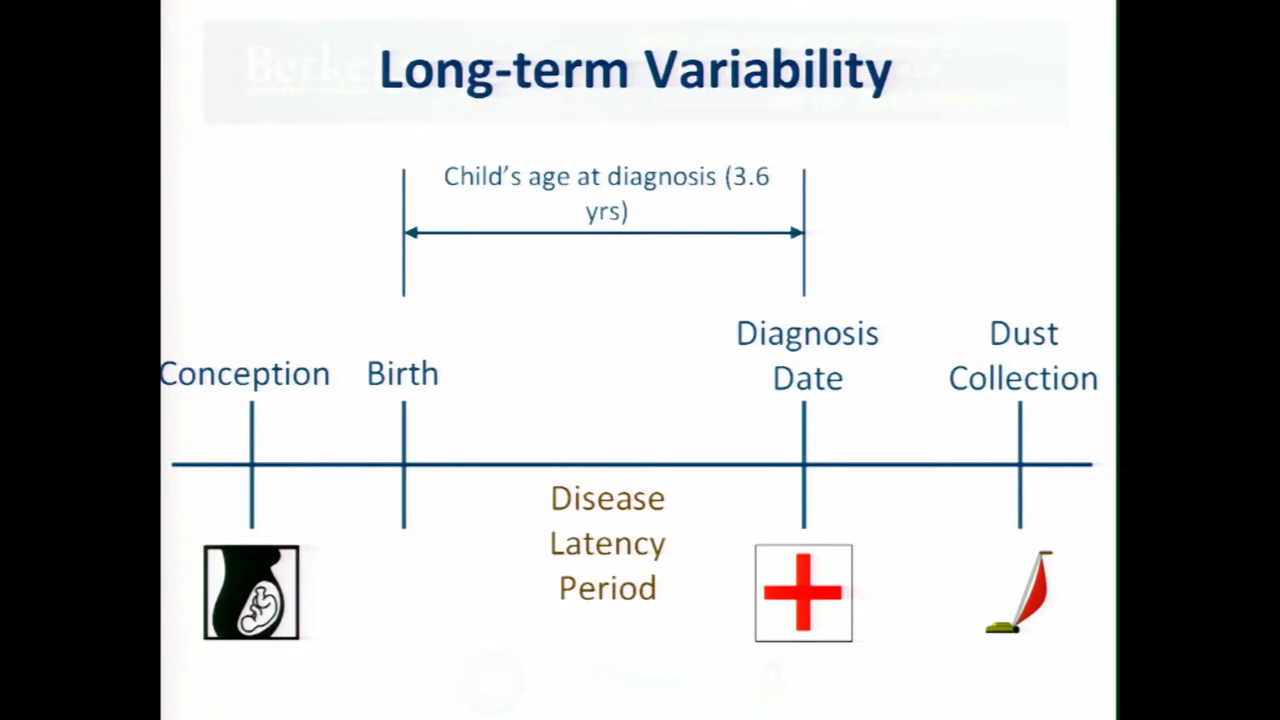 Long-term Variability
Child's age at diagnosis (3.6
yrs)
Conception
Birth
Diagnosis
Date
Dust
Collection
Disease
Latency
Period